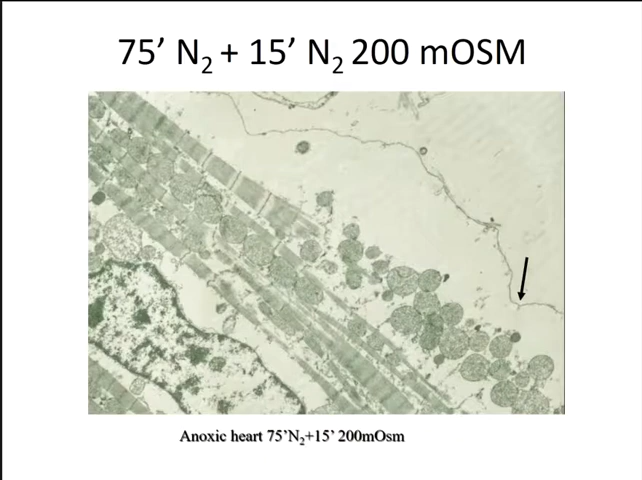 75’ N₂ + 15’ N₂ 200 mOSM
Anoxic heart 75’N₂+15’ 200mOsm